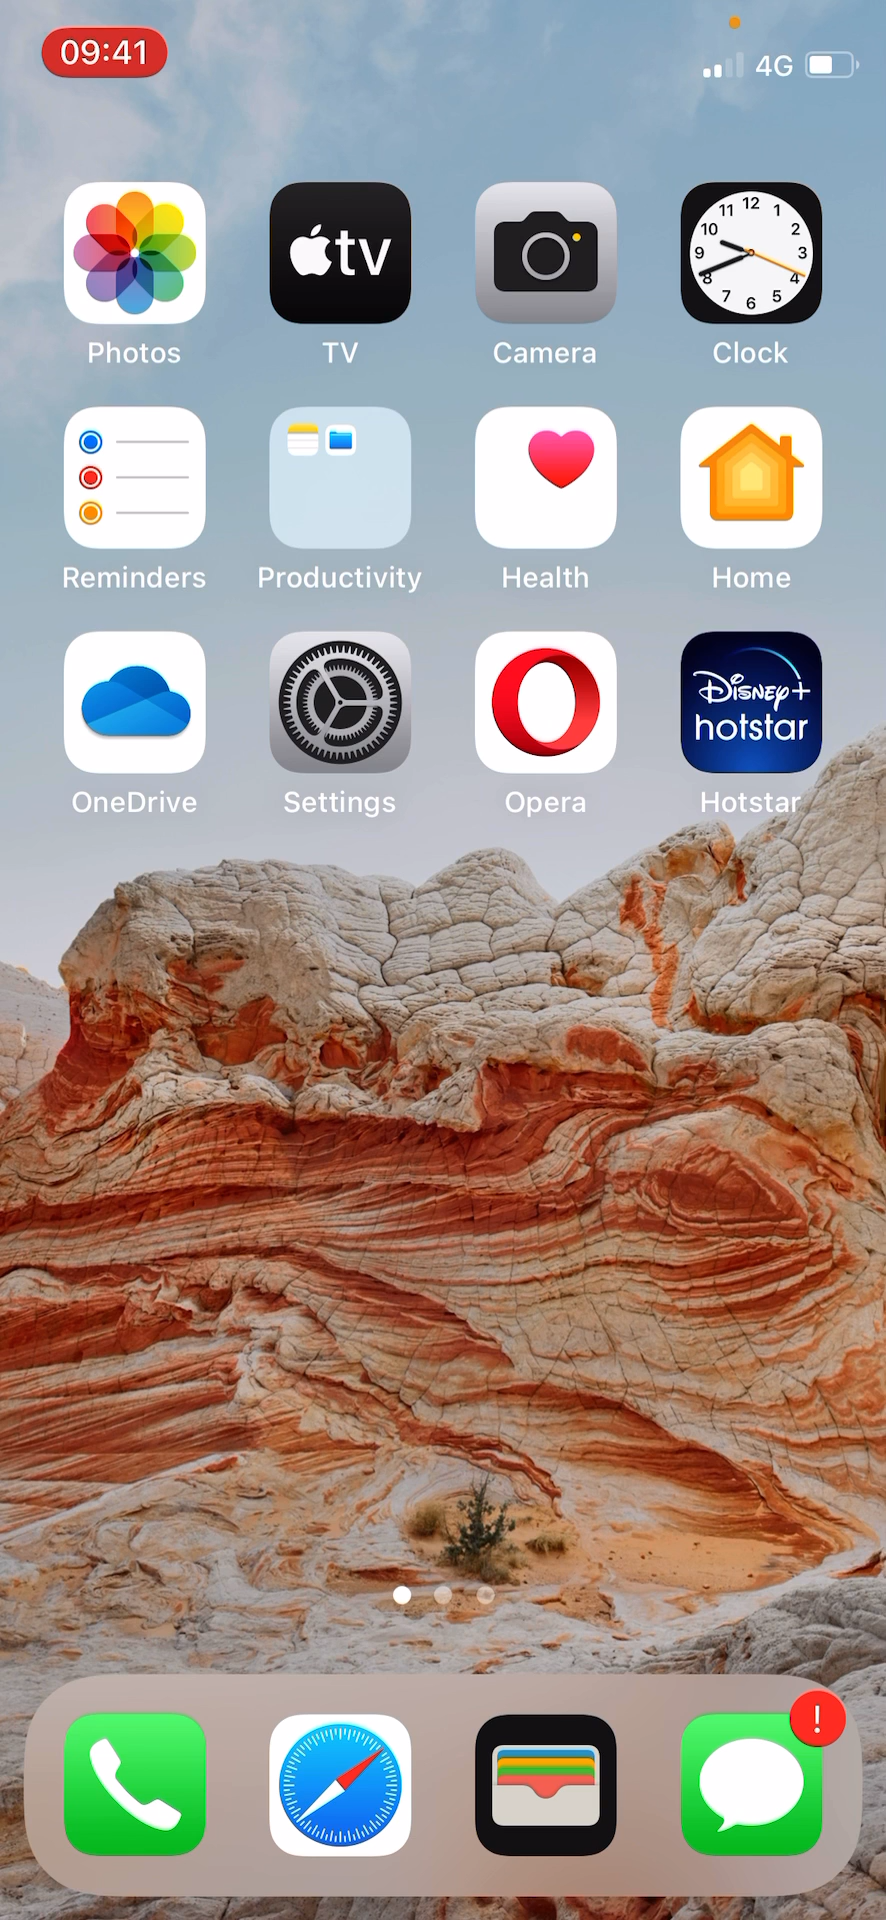 09:41
4G
tv
12
11 1
10 2
9 3
8 4
7 5
6
Photos TV Camera Clock
Reminders Productivity Health Home
Disney+
hotstar
OneDrive Settings Opera Hotstar
!